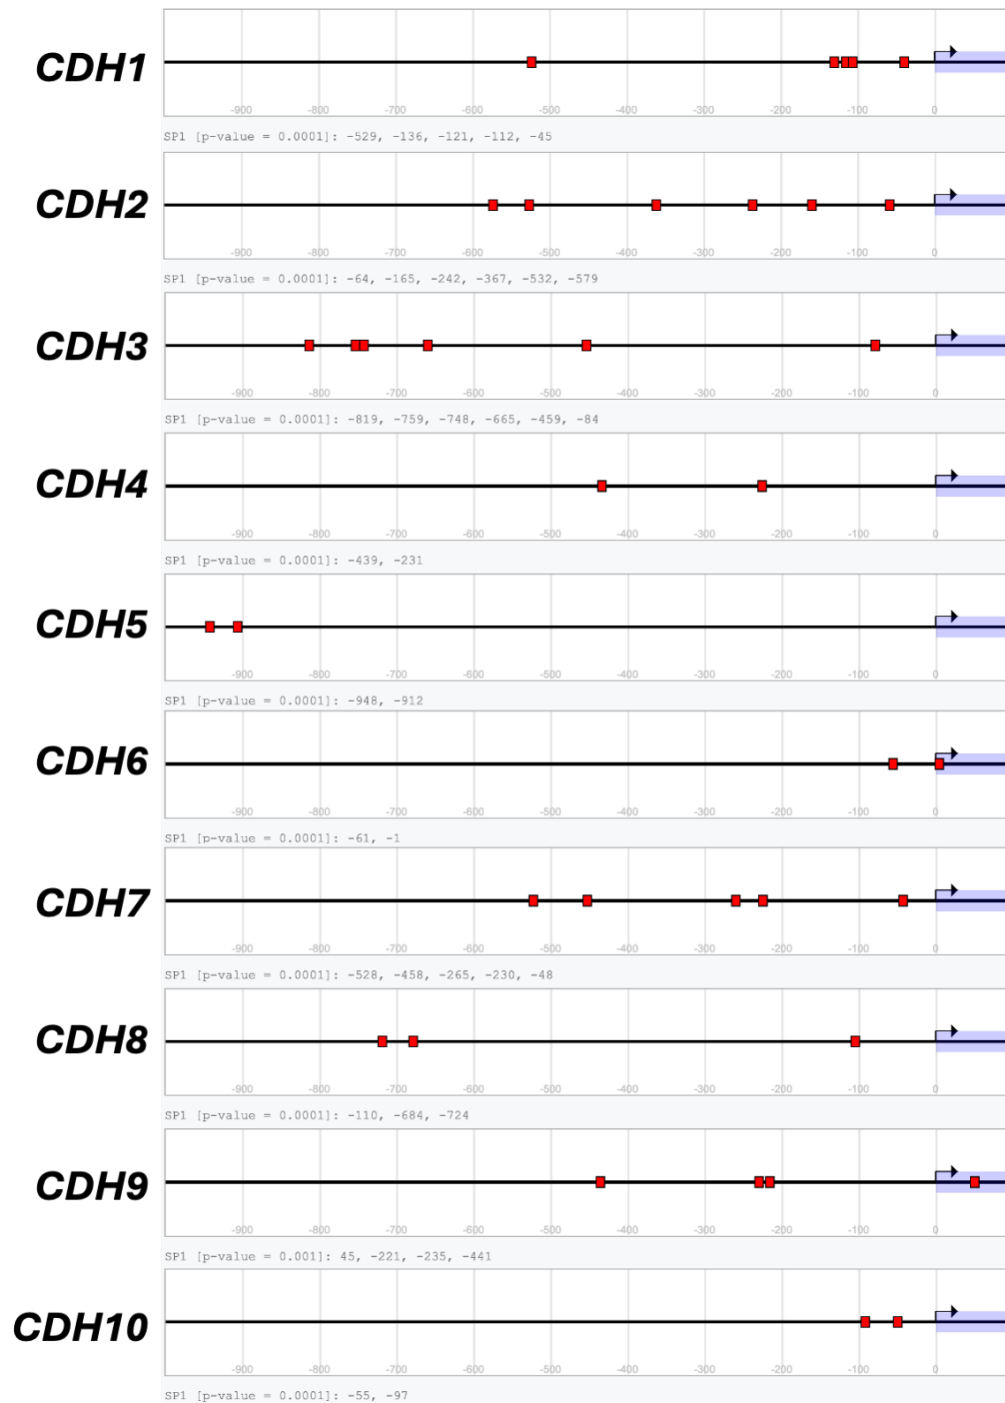 CDH1
-900 -800 -700 -600 -500 -400 -300 -200 -100 0
SP1 [p-value = 0.0001]: -529, -136, -121, -112, -45
CDH2
-900 -800 -700 -600 -500 -400 -300 -200 -100 0
SP1 [p-value = 0.0001]: -64, -165, -242, -367, -532, -579
CDH3
-900 -800 -700 -600 -500 -400 -300 -200 -100 0
SP1 [p-value = 0.0001]: -819, -759, -748, -665, -459, -84
CDH4
-900 -800 -700 -600 -500 -400 -300 -200 -100 0
SP1 [p-value = 0.0001]: -439, -231
CDH5
-900 -800 -700 -600 -500 -400 -300 -200 -100 0
SP1 [p-value = 0.0001]: -948, -912
CDH6
-900 -800 -700 -600 -500 -400 -300 -200 -100 0
SP1 [p-value = 0.0001]: -61, -1
CDH7
-900 -800 -700 -600 -500 -400 -300 -200 -100 0
SP1 [p-value = 0.0001]: -528, -458, -265, -230, -48
CDH8
-900 -800 -700 -600 -500 -400 -300 -200 -100 0
SP1 [p-value = 0.0001]: -110, -684, -724
CDH9
-900 -800 -700 -600 -500 -400 -300 -200 -100 0
SP1 [p-value = 0.001]: 45, -221, -235, -441
CDH10
-900 -800 -700 -600 -500 -400 -300 -200 -100 0
SP1 [p-value = 0.0001]: -55, -97